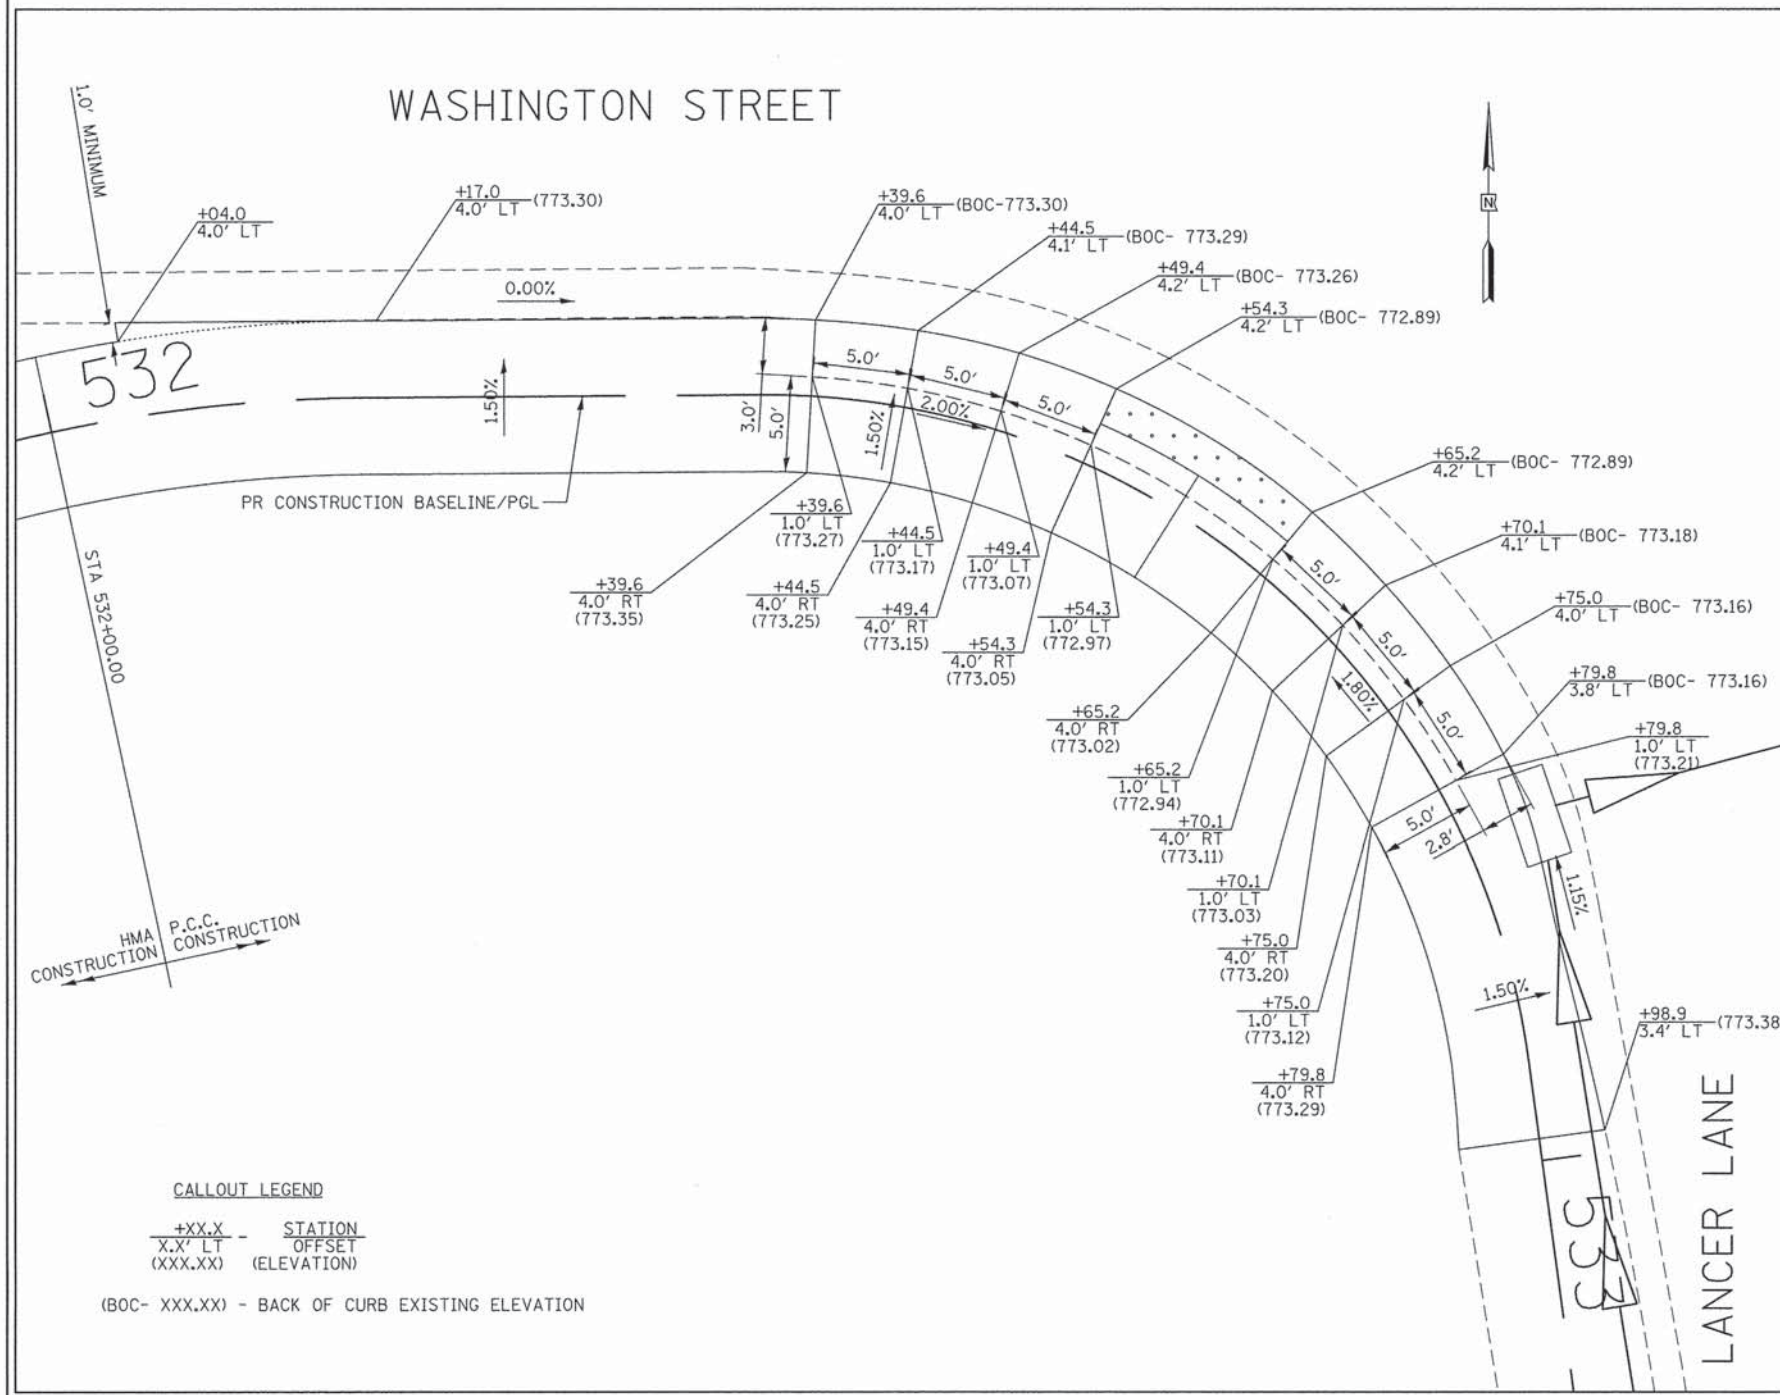 WASHINGTON STREET
1.0' MINIMUM
+04.0
4.0' LT
+17.0
4.0' LT (773.30)
+39.6
4.0' LT (BOC-773.30)
+44.5
4.1' LT (BOC- 773.29)
+49.4
4.2' LT (BOC- 773.26)
+54.3
4.2' LT (BOC- 772.89)
N
0.00%
532
1.50%
3.0'
5.0'
5.0'
5.0'
5.0'
1.50%
2.00%
PR CONSTRUCTION BASELINE/PGL
+65.2
4.2' LT (BOC- 772.89)
+70.1
4.1' LT (BOC- 773.18)
+75.0
4.0' LT (BOC- 773.16)
+79.8
3.8' LT (BOC- 773.16)
+79.8
1.0' LT
(773.21)
+39.6
1.0' LT
(773.27)
+44.5
1.0' LT
(773.17)
+49.4
1.0' LT
(773.07)
+39.6
4.0' RT
(773.35)
+44.5
4.0' RT
(773.25)
+49.4
4.0' RT
(773.15)
+54.3
1.0' LT
(772.97)
+54.3
4.0' RT
(773.05)
5.0'
5.0'
5.0'
1.80%
+65.2
4.0' RT
(773.02)
+65.2
1.0' LT
(772.94)
+70.1
4.0' RT
(773.11)
+70.1
1.0' LT
(773.03)
+75.0
4.0' RT
(773.20)
+75.0
1.0' LT
(773.12)
+79.8
4.0' RT
(773.29)
5.0'
2.8'
1.15%
1.50%
+98.9
3.4' LT (773.38
STA 532+00.00
HMA
CONSTRUCTION
P.C.C.
CONSTRUCTION
533
LANCER LANE
CALLOUT LEGEND
+XX.X - STATION
X.X' LT OFFSET
(XXX.XX) (ELEVATION)
(BOC- XXX.XX) - BACK OF CURB EXISTING ELEVATION